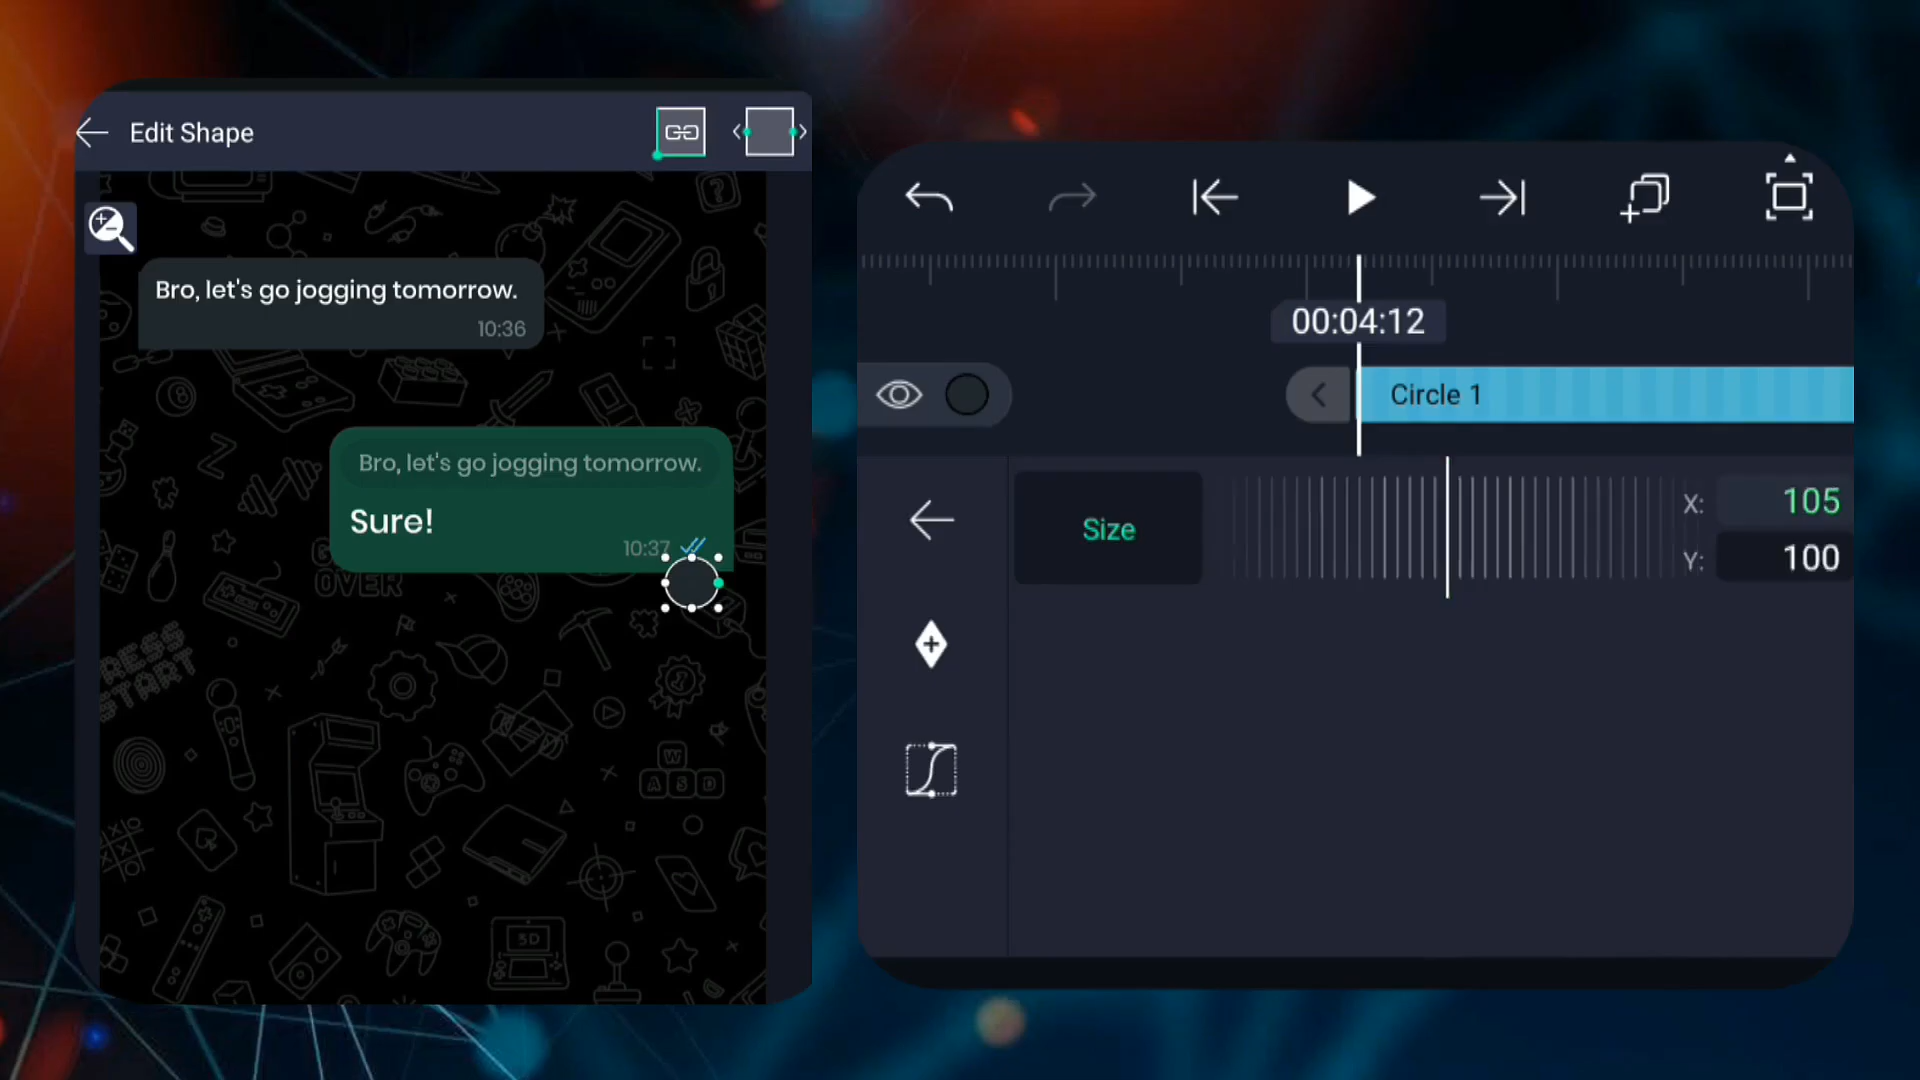 Edit Shape
Bro, let's go jogging tomorrow.
10:36
Bro, let's go jogging tomorrow.
Sure!
10:37
OVER
PRESS
START
W
A S D
3D
00:04:12
Circle 1
Size
X: 105
Y: 100